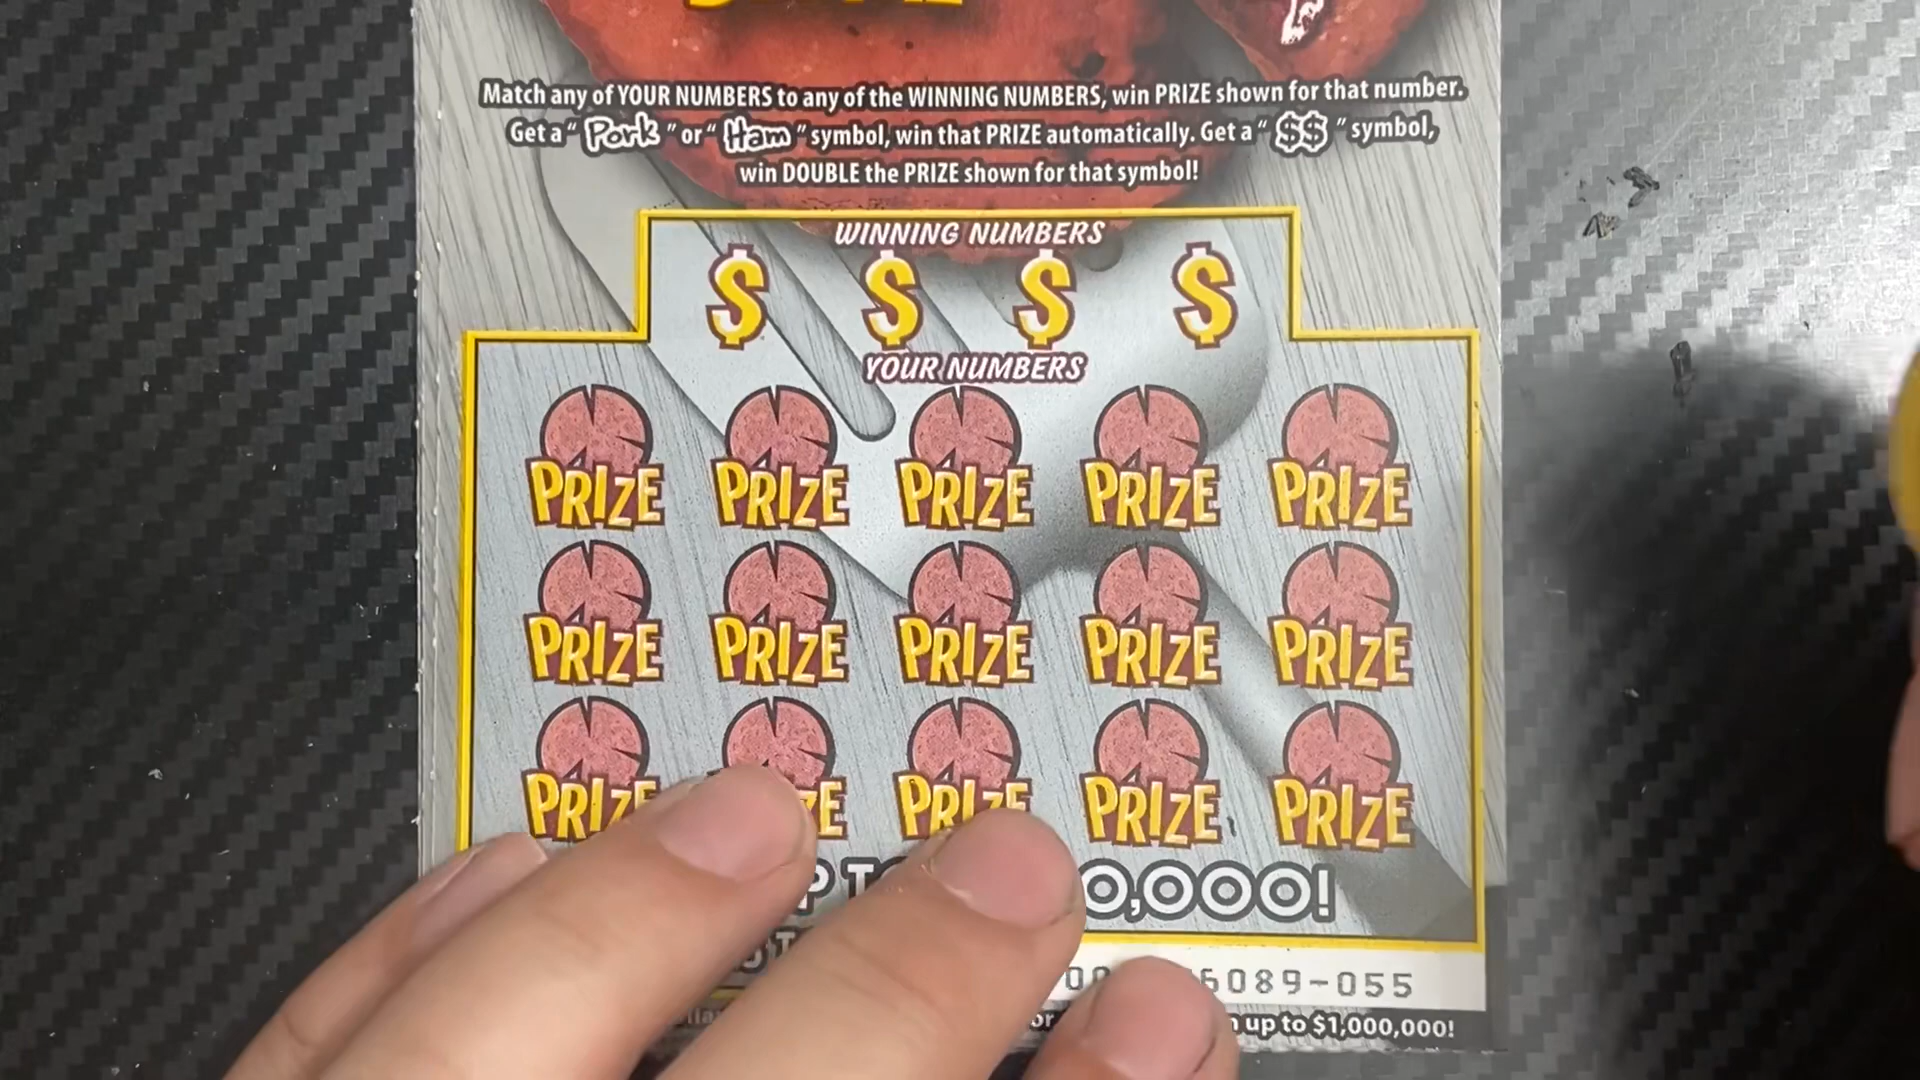 Match any of YOUR NUMBERS to any of the WINNING NUMBERS, win PRIZE shown for that number.
Get a "Pork" or "Ham" symbol, win that PRIZE automatically. Get a "$$" symbol,
win DOUBLE the PRIZE shown for that symbol!
WINNING NUMBERS
$ $ $ $
YOUR NUMBERS
PRIZE PRIZE PRIZE PRIZE PRIZE
PRIZE PRIZE PRIZE PRIZE PRIZE
PRIZE PRIZE PRIZE PRIZE
0,000!
6089-055
up to $1,000,000!